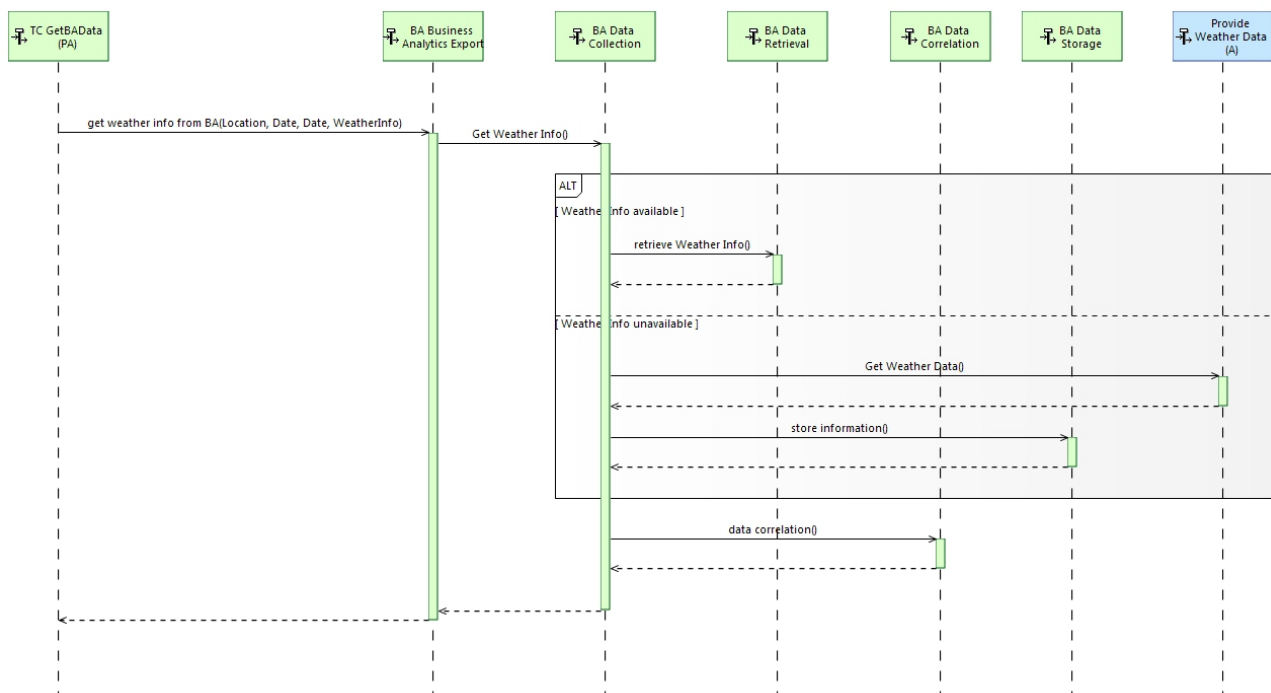 TC GetBAData
(PA)
BA Business
Analytics Export
BA Data
Collection
BA Data
Retrieval
BA Data
Correlation
BA Data
Storage
Provide
Weather Data
(A)
get weather info from BA(Location, Date, Date, WeatherInfo)
Get Weather Info()
ALT
[ Weather Info available ]
retrieve Weather Info()
[ Weather Info unavailable ]
Get Weather Data()
store information()
data correlation()